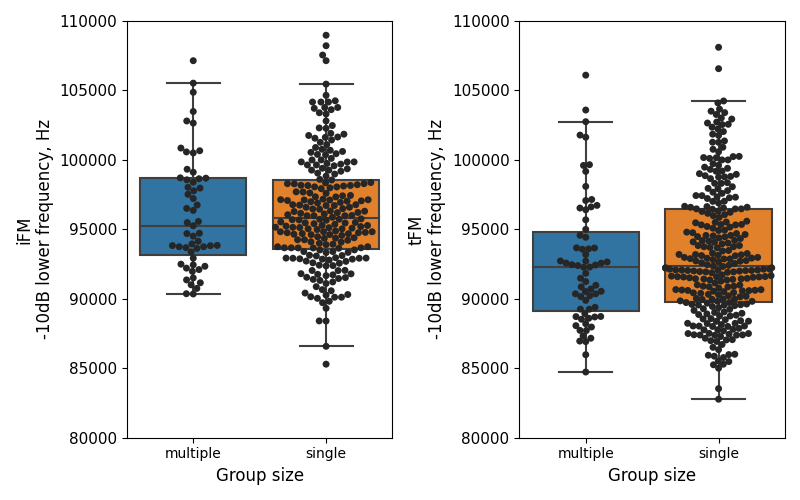 iFM
-10dB lower frequency, Hz
110000
105000
100000
95000
90000
85000
80000
multiple
single
Group size
tFM
-10dB lower frequency, Hz
110000
105000
100000
95000
90000
85000
80000
multiple
single
Group size